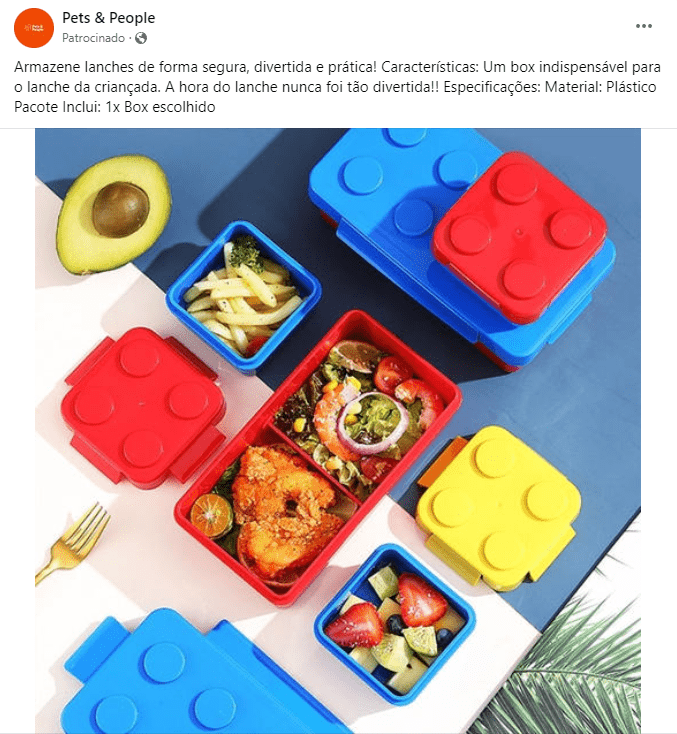 Pets & People
Patrocinado ·
Armazene lanches de forma segura, divertida e prática! Características: Um box indispensável para
o lanche da criançada. A hora do lanche nunca foi tão divertida!! Especificações: Material: Plástico
Pacote Inclui: 1x Box escolhido